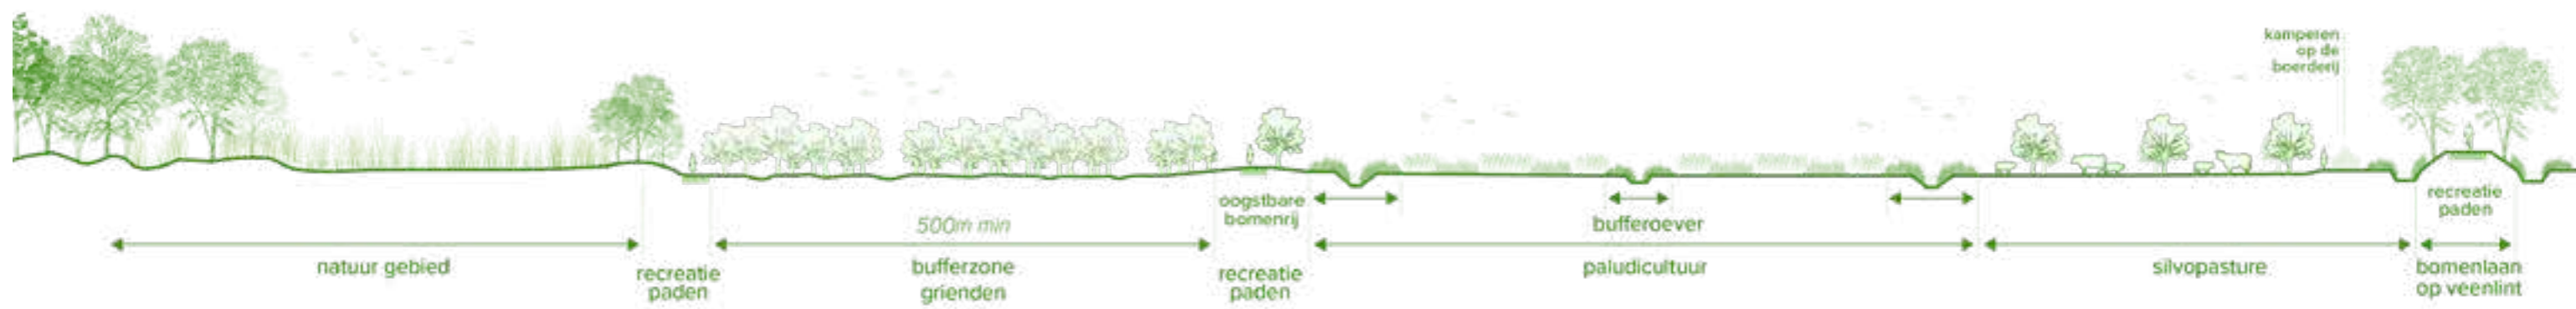 kamperen
op de
boerderij
oogstbare
bomenrij
recreatie
paden
500m min
bufferoever
natuur gebied
recreatie
paden
bufferzone
grienden
recreatie
paden
paludicultuur
silvopasture
bomenlaan
op veenlint